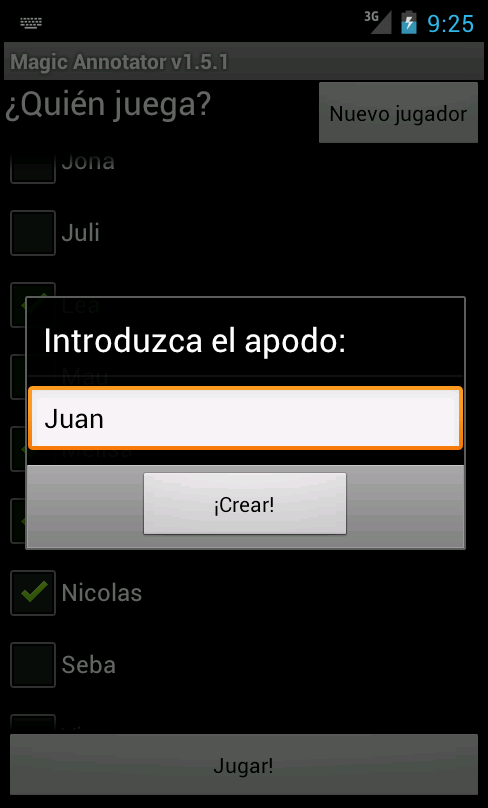 3G 9:25
Magic Annotator v1.5.1
¿Quién juega?
Nuevo jugador
Jona
Juli
Lea
Introduzca el apodo:
Mau
Juan
¡Crear!
Nicolas
Seba
Jugar!